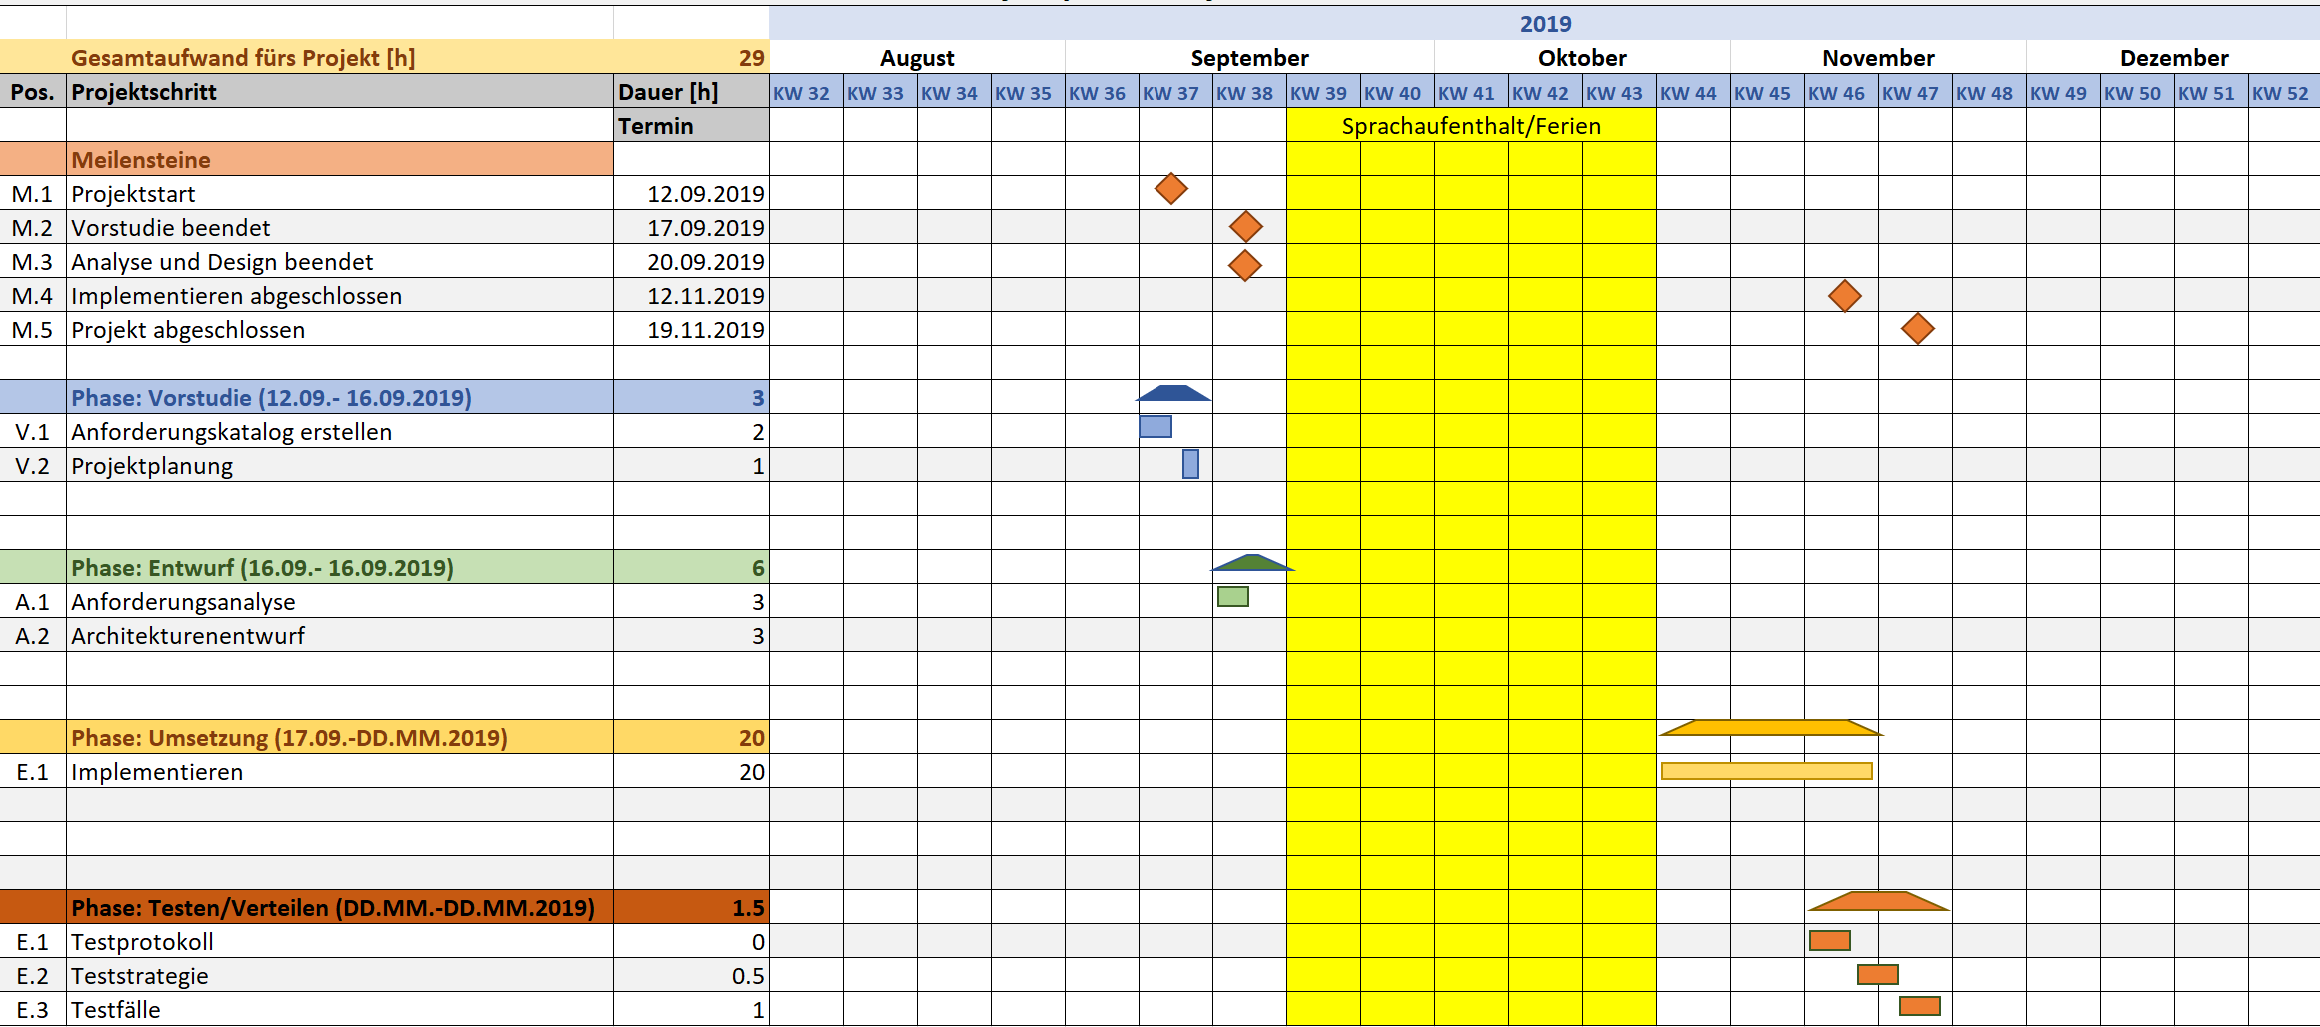 2019
Gesamtaufwand fürs Projekt [h] 29 August September Oktober November Dezember
Pos. Projektschritt Dauer [h] KW 32 KW 33 KW 34 KW 35 KW 36 KW 37 KW 38 KW 39 KW 40 KW 41 KW 42 KW 43 KW 44 KW 45 KW 46 KW 47 KW 48 KW 49 KW 50 KW 51 KW 52
Termin Sprachaufenthalt/Ferien
Meilensteine
M.1 Projektstart 12.09.2019
M.2 Vorstudie beendet 17.09.2019
M.3 Analyse und Design beendet 20.09.2019
M.4 Implementieren abgeschlossen 12.11.2019
M.5 Projekt abgeschlossen 19.11.2019
Phase: Vorstudie (12.09.- 16.09.2019) 3
V.1 Anforderungskatalog erstellen 2
V.2 Projektplanung 1
Phase: Entwurf (16.09.- 16.09.2019) 6
A.1 Anforderungsanalyse 3
A.2 Architekturenentwurf 3
Phase: Umsetzung (17.09.-DD.MM.2019) 20
E.1 Implementieren 20
Phase: Testen/Verteilen (DD.MM.-DD.MM.2019) 1.5
E.1 Testprotokoll 0
E.2 Teststrategie 0.5
E.3 Testfälle 1